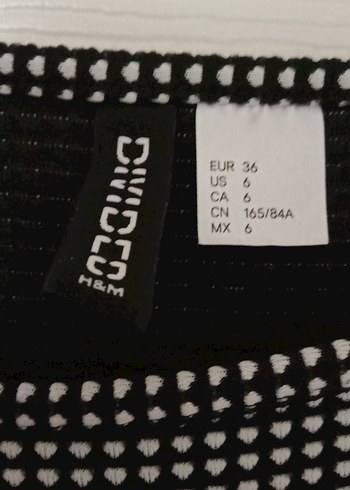 DIVIDED
H&M
EUR 36
US 6
CA 6
CN 165/84A
MX 6